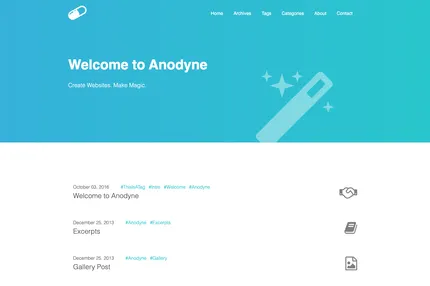 Home Archives Tags Categories About Contact
Welcome to Anodyne
Create Websites. Make Magic.
October 03, 2016 #ThisIsATag #Intro #Welcome #Anodyne
Welcome to Anodyne
December 25, 2013 #Anodyne #Excerpts
Excerpts
December 25, 2013 #Anodyne #Gallery
Gallery Post